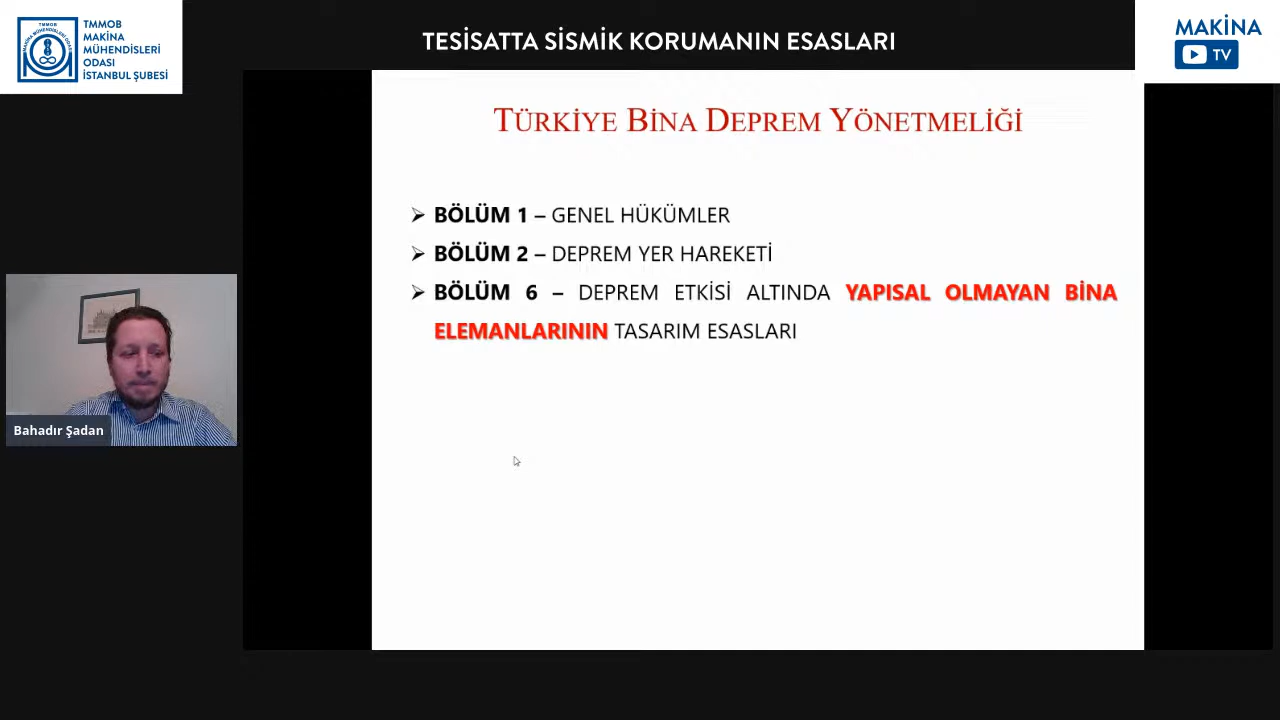 TMMOB
MAKİNA
MÜHENDİSLERİ
ODASI
İSTANBUL ŞUBESİ
TESİSATTA SİSMİK KORUMANIN ESASLARI
MAKİNA
TV
TÜRKİYE BİNA DEPREM YÖNETMELİĞİ
➢ BÖLÜM 1 – GENEL HÜKÜMLER
➢ BÖLÜM 2 – DEPREM YER HAREKETİ
➢ BÖLÜM 6 – DEPREM ETKİSİ ALTINDA YAPISAL OLMAYAN BİNA
ELEMANLARININ TASARIM ESASLARI
Bahadır Şadan